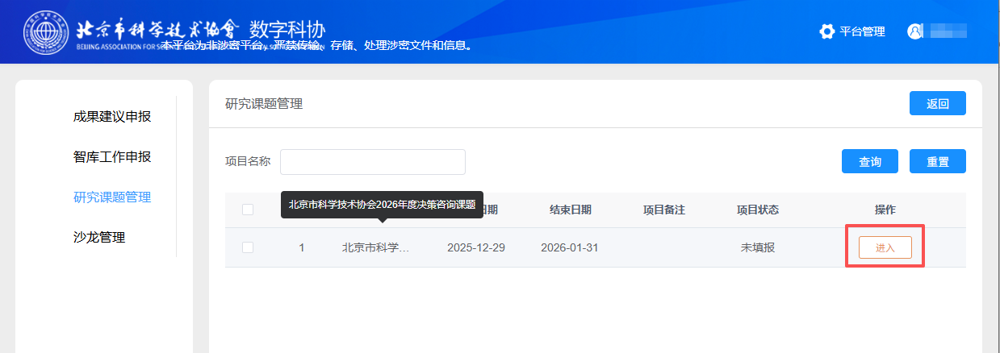 北京市科学技术协会 数字科协
BEIJING ASSOCIATION FOR SCIENCE AND TECHNOLOGY
本平台为非涉密平台，严禁传输、存储、处理涉密文件和信息。
平台管理
成果建议申报
智库工作申报
研究课题管理
沙龙管理
研究课题管理
返回
项目名称
查询
重置
北京市科学技术协会2026年度决策咨询课题
日期 结束日期 项目备注 项目状态 操作
1 北京市科学... 2025-12-29 2026-01-31 未填报 进入